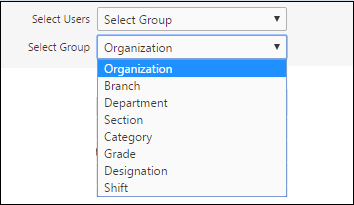 Select Users Select Group
Select Group Organization
Organization
Branch
Department
Section
Category
Grade
Designation
Shift